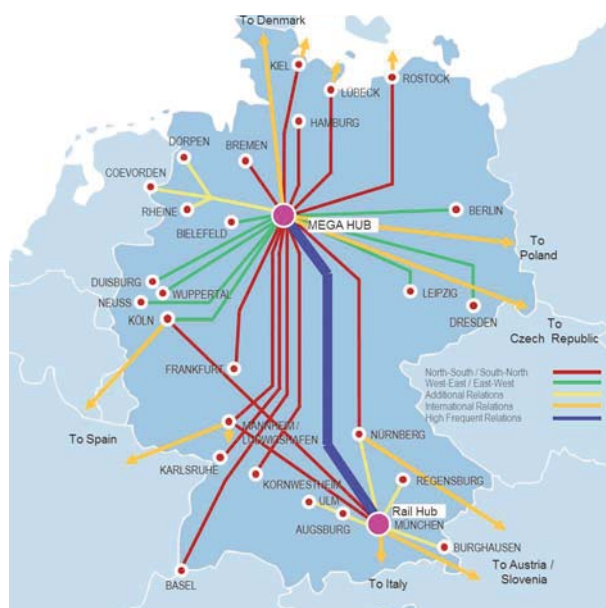 To Denmark
KIEL
ROSTOCK
LÜBECK
HAMBURG
DÖRPEN
BREMEN
COEVORDEN
RHEINE
BERLIN
MEGA HUB
BIELEFELD
To
Poland
DUISBURG
WUPPERTAL
LEIPZIG
NEUSS
DRESDEN
KÖLN
To
Czech Republic
FRANKFURT
North-South / South-North
West-East / East-West
Additional Relations
International Relations
High Frequent Relations
MANNHEIM /
LUDWIGSHAFEN
NÜRNBERG
To Spain
KARLSRUHE
KORNWESTHEIM
REGENSBURG
ULM
Rail Hub
AUGSBURG
MÜNCHEN
BURGHAUSEN
To Austria /
Slovenia
BASEL
To Italy